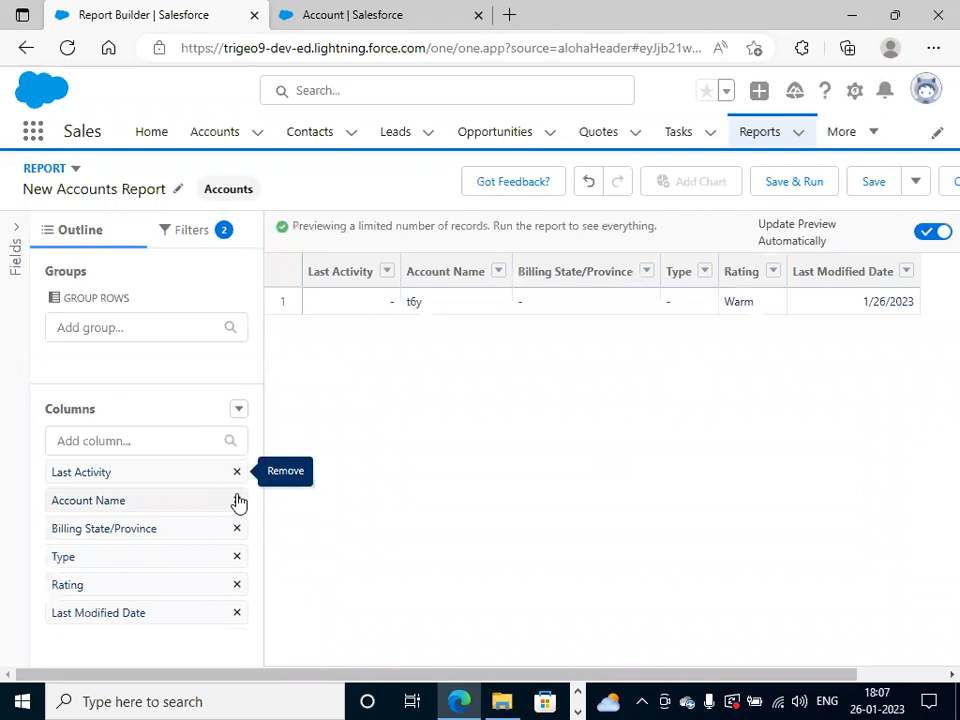 Report Builder | Salesforce
Account | Salesforce
https://trigeo9-dev-ed.lightning.force.com/one/one.app?source=alohaHeader#eyJjb21w...
Search...
Sales
Home
Accounts
Contacts
Leads
Opportunities
Quotes
Tasks
Reports
More
REPORT
New Accounts Report
Accounts
Got Feedback?
Add Chart
Save & Run
Save
Fields
Outline
Filters 2
Previewing a limited number of records. Run the report to see everything.
Update Preview
Automatically
Groups
GROUP ROWS
Add group...
Last Activity Account Name Billing State/Province Type Rating Last Modified Date
1 - t6y - - Warm 1/26/2023
Columns
Add column...
Last Activity
Remove
Account Name
Billing State/Province
Type
Rating
Last Modified Date
Type here to search
ENG
18:07
26-01-2023